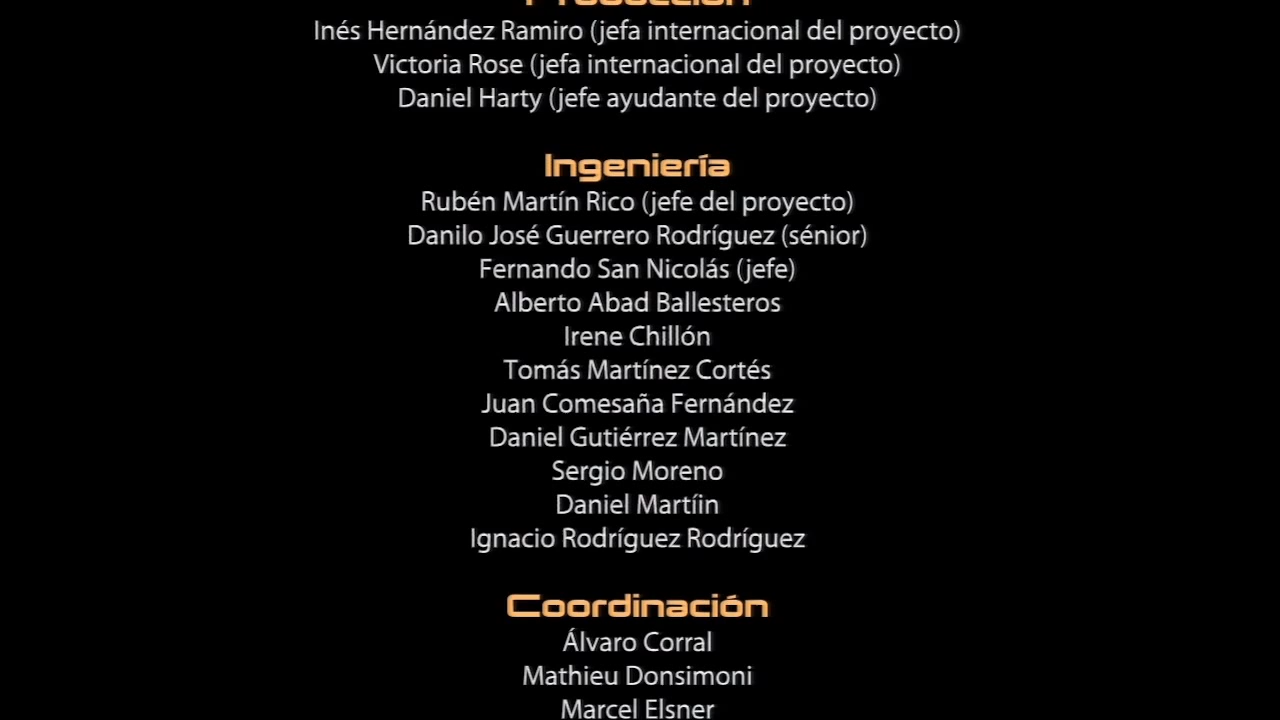 Producción
Inés Hernández Ramiro (jefa internacional del proyecto)
Victoria Rose (jefa internacional del proyecto)
Daniel Harty (jefe ayudante del proyecto)
Ingeniería
Rubén Martín Rico (jefe del proyecto)
Danilo José Guerrero Rodríguez (sénior)
Fernando San Nicolás (jefe)
Alberto Abad Ballesteros
Irene Chillón
Tomás Martínez Cortés
Juan Comesaña Fernández
Daniel Gutiérrez Martínez
Sergio Moreno
Daniel Martíin
Ignacio Rodríguez Rodríguez
Coordinación
Álvaro Corral
Mathieu Donsimoni
Marcel Elsner